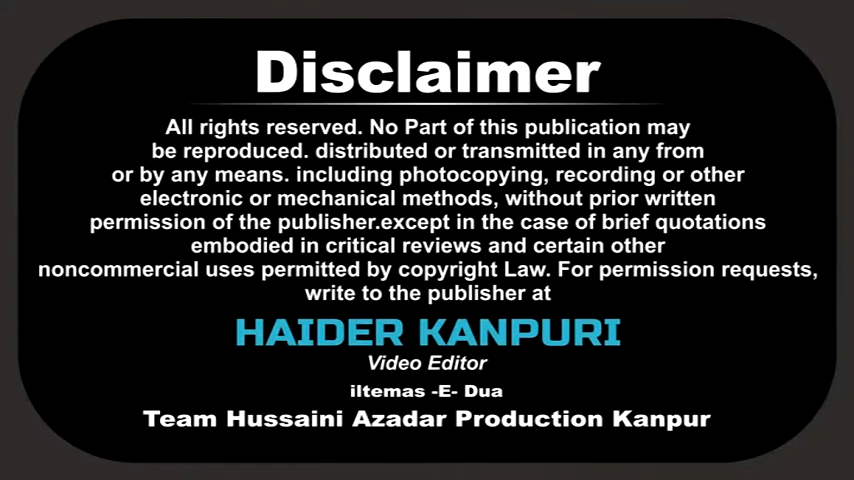 Disclaimer
All rights reserved. No Part of this publication may
be reproduced. distributed or transmitted in any from
or by any means. including photocopying, recording or other
electronic or mechanical methods, without prior written
permission of the publisher.except in the case of brief quotations
embodied in critical reviews and certain other
noncommercial uses permitted by copyright Law. For permission requests,
write to the publisher at
HAIDER KANPURI
Video Editor
iltemas -E- Dua
Team Hussaini Azadar Production Kanpur